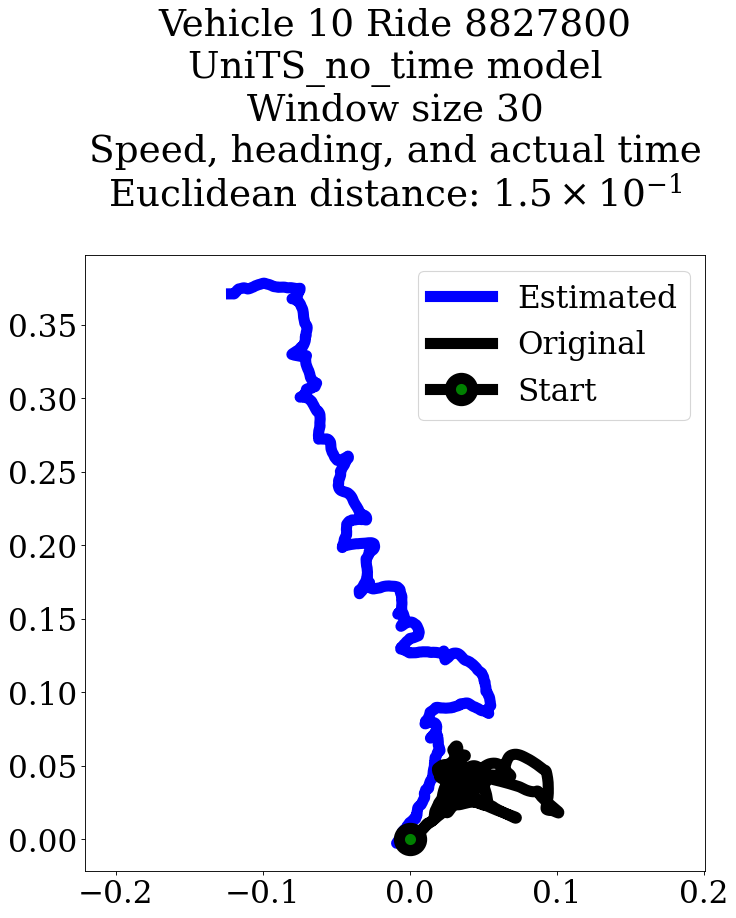 Vehicle 10 Ride 8827800
UniTS_no_time model
Window size 30
Speed, heading, and actual time
Euclidean distance: 1.5 × 10⁻¹
Estimated
Original
Start
0.35
0.30
0.25
0.20
0.15
0.10
0.05
0.00
−0.2 −0.1 0.0 0.1 0.2